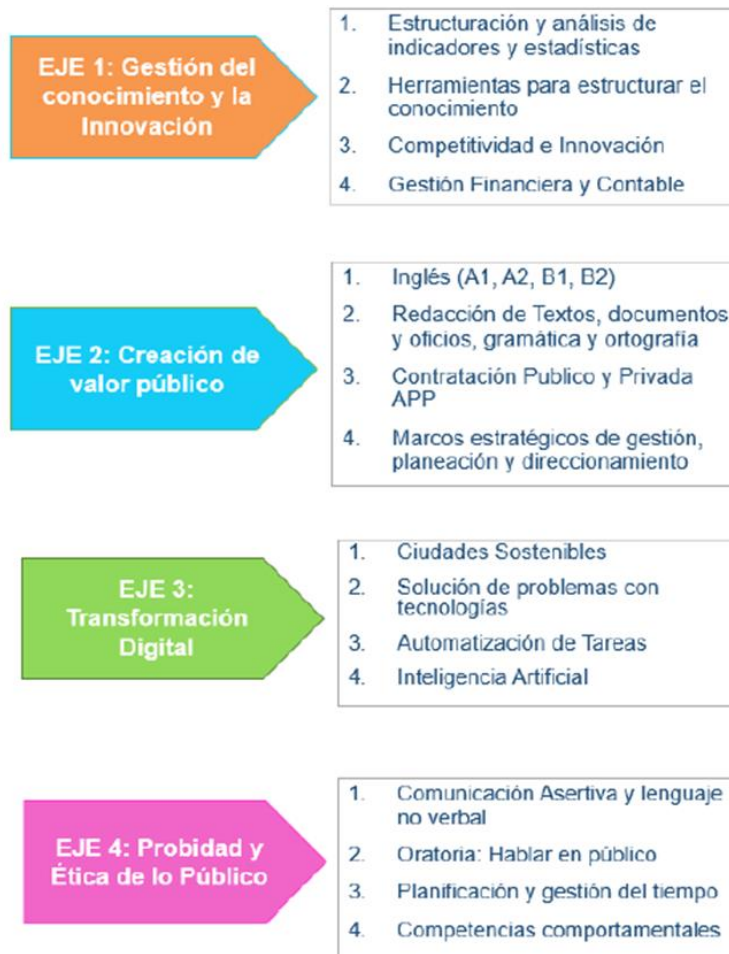 EJE 1: Gestión del
conocimiento y la
Innovación
1. Estructuración y análisis de
indicadores y estadísticas
2. Herramientas para estructurar el
conocimiento
3. Competitividad e Innovación
4. Gestión Financiera y Contable
EJE 2: Creación de
valor público
1. Inglés (A1, A2, B1, B2)
2. Redacción de Textos, documentos
y oficios, gramática y ortografía
3. Contratación Publico y Privada
APP
4. Marcos estratégicos de gestión,
planeación y direccionamiento
EJE 3:
Transformación
Digital
1. Ciudades Sostenibles
2. Solución de problemas con
tecnologías
3. Automatización de Tareas
4. Inteligencia Artificial
EJE 4: Probidad y
Ética de lo Público
1. Comunicación Asertiva y lenguaje
no verbal
2. Oratoria: Hablar en público
3. Planificación y gestión del tiempo
4. Competencias comportamentales